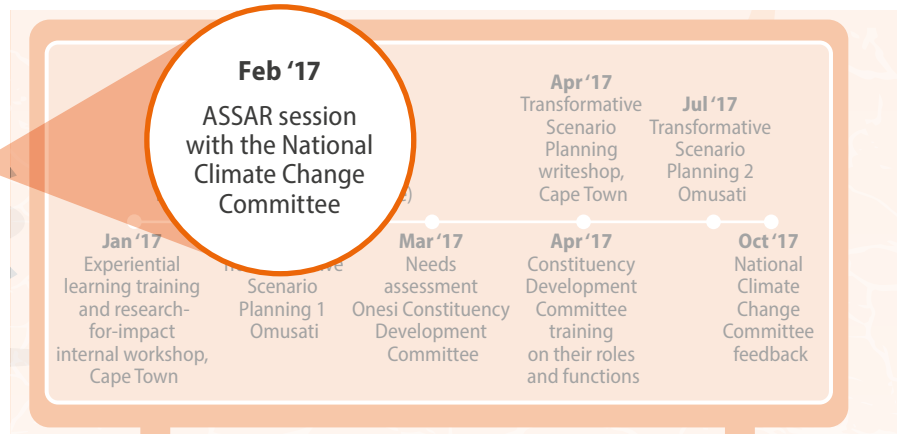 Feb ‘17
ASSAR session
with the National
Climate Change
Committee
Apr ‘17
Transformative
Scenario
Planning
writeshop,
Cape Town
Jul ‘17
Transformative
Scenario
Planning 2
Omusati
Jan ‘17
Experiential
learning training
and research-
for-impact
internal workshop,
Cape Town
Scenario
Planning 1
Omusati
Mar ‘17
Needs
assessment
Onesi Constituency
Development
Committee
Apr ‘17
Constituency
Development
Committee
training
on their roles
and functions
Oct ‘17
National
Climate
Change
Committee
feedback